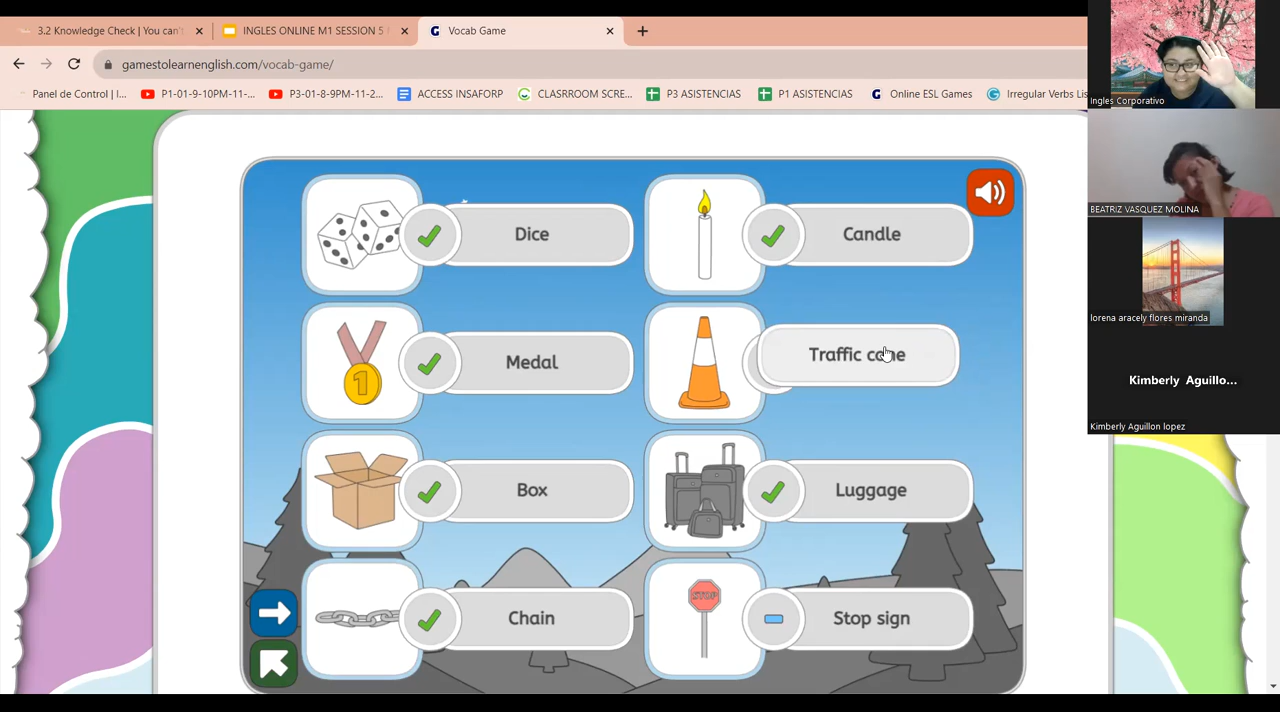 3.2 Knowledge Check | You can'
INGLES ONLINE M1 SESSION 5
Vocab Game
gamestolearnenglish.com/vocab-game/
Panel de Control | I...
P1-01-9-10PM-11-...
P3-01-8-9PM-11-2...
ACCESS INSAFORP
CLASRROOM SCRE...
P3 ASISTENCIAS
P1 ASISTENCIAS
Online ESL Games
Irregular Verbs Lis
Ingles Corporativo
BEATRIZ VASQUEZ MOLINA
lorena aracely flores miranda
Kimberly Aguillo...
Kimberly Aguillon lopez
Dice
Candle
Medal
1
Traffic cone
Box
Luggage
Chain
STOP
Stop sign